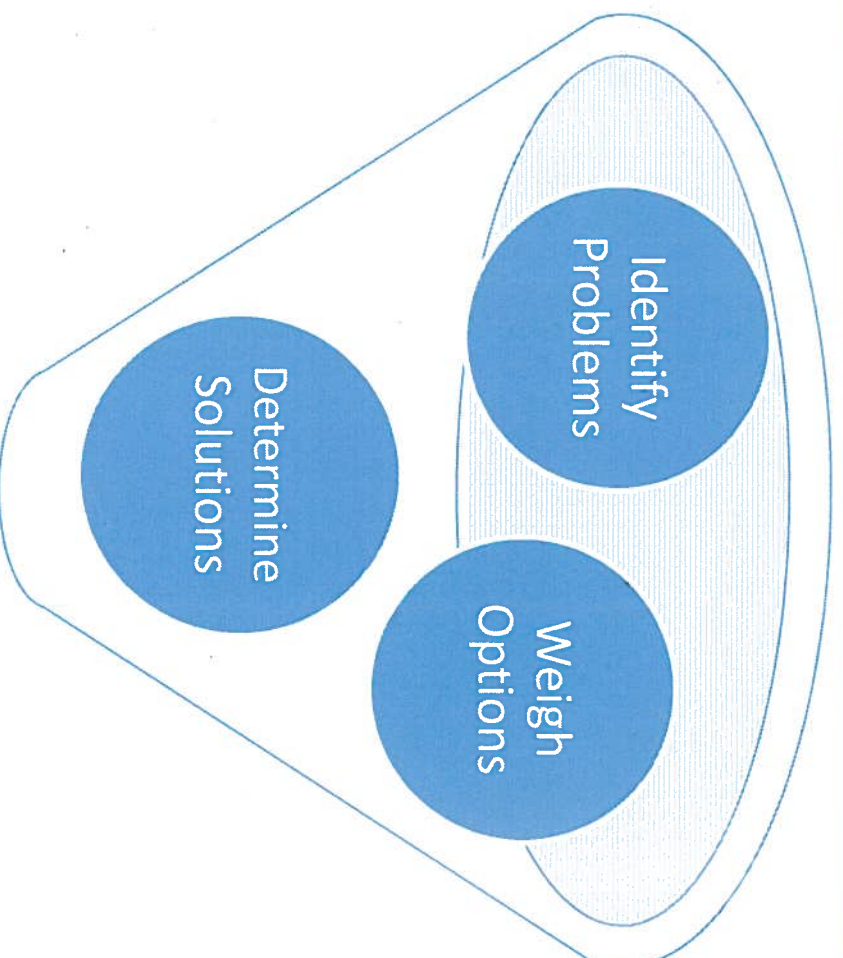 Identify
Problems
Weigh
Options
Determine
Solutions